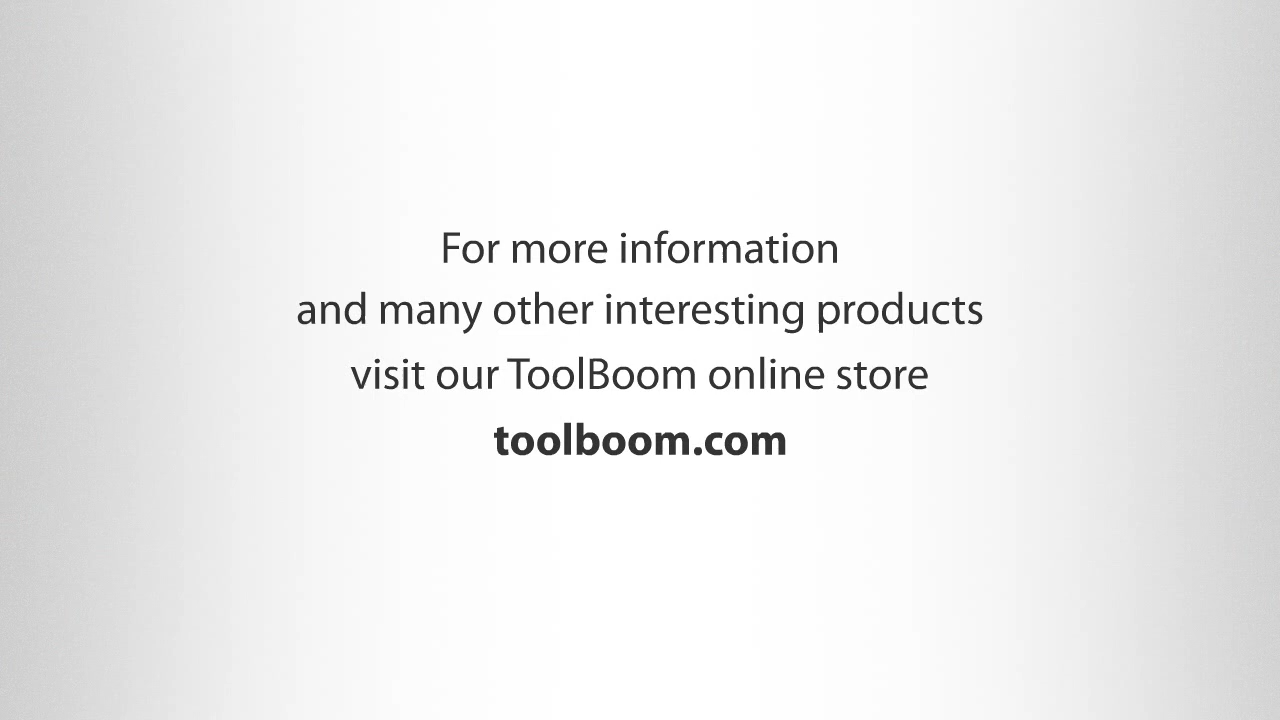 For more information
and many other interesting products
visit our ToolBoom online store
toolboom.com